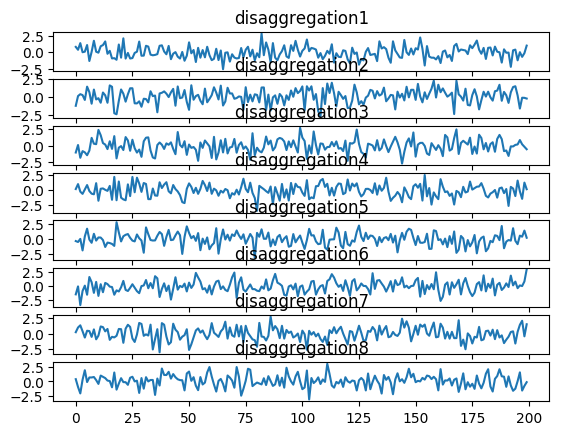 disaggregation1
2.5
0.0
−2.5
disaggregation2
2.5
0.0
−2.5
disaggregation3
2.5
0.0
−2.5
disaggregation4
2.5
0.0
−2.5
disaggregation5
2.5
0.0
−2.5
disaggregation6
2.5
0.0
−2.5
disaggregation7
2.5
0.0
−2.5
disaggregation8
2.5
0.0
−2.5
0 25 50 75 100 125 150 175 200